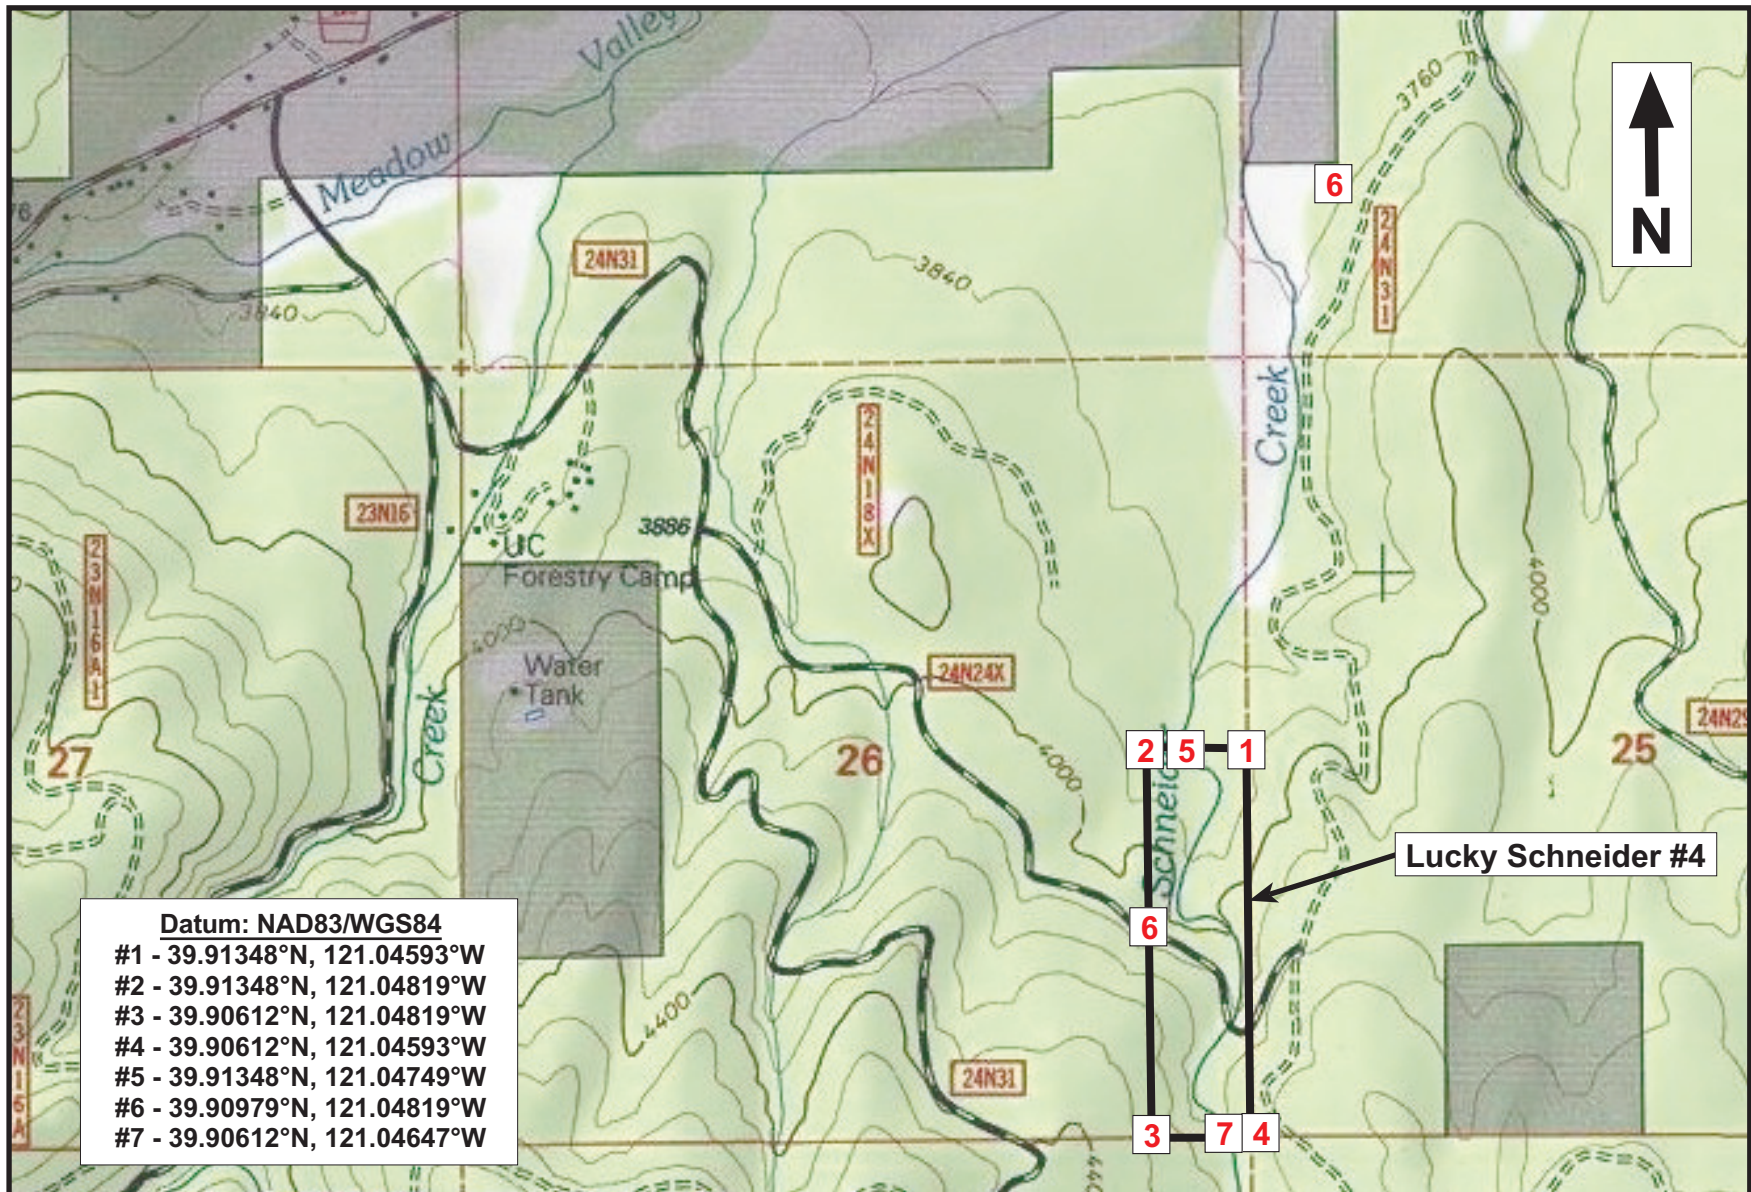 Valley
Meadow
76
3760
6
N
24N31
24N31
3840
3840
Creek
24N18X
23N16
3886
UC
Forestry Camp
23N16A1
4000
4000
Water
Tank
24N24X
24N29
Creek
27
26
2
5
1
25
4000
Schneid
Lucky Schneider #4
6
Datum: NAD83/WGS84
#1 - 39.91348°N, 121.04593°W
#2 - 39.91348°N, 121.04819°W
#3 - 39.90612°N, 121.04819°W
#4 - 39.90612°N, 121.04593°W
#5 - 39.91348°N, 121.04749°W
#6 - 39.90979°N, 121.04819°W
#7 - 39.90612°N, 121.04647°W
4400
23N16A
24N31
3
7
4
4400